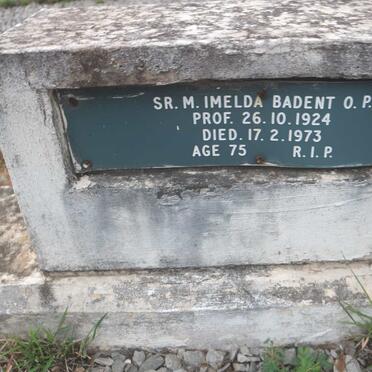 SR. M. IMELDA BADENT O. P.
PROF. 26. 10. 1924
DIED. 17. 2. 1973
AGE 75 R. I. P.